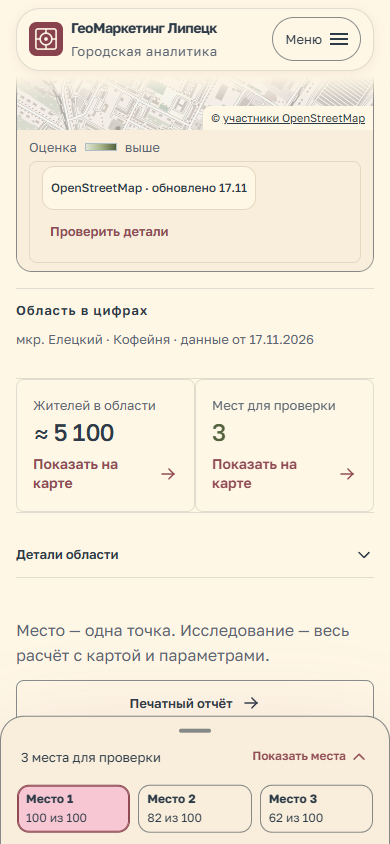 ГеоМаркетинг Липецк
Городская аналитика
Меню
© участники OpenStreetMap
Оценка выше
OpenStreetMap · обновлено 17.11
Проверить детали
Область в цифрах
мкр. Елецкий · Кофейня · данные от 17.11.2026
Жителей в области
≈ 5 100
Показать на
карте
Мест для проверки
3
Показать на
карте
Детали области
Место — одна точка. Исследование — весь
расчёт с картой и параметрами.
Печатный отчёт
3 места для проверки
Показать места
Место 1
100 из 100
Место 2
82 из 100
Место 3
62 из 100